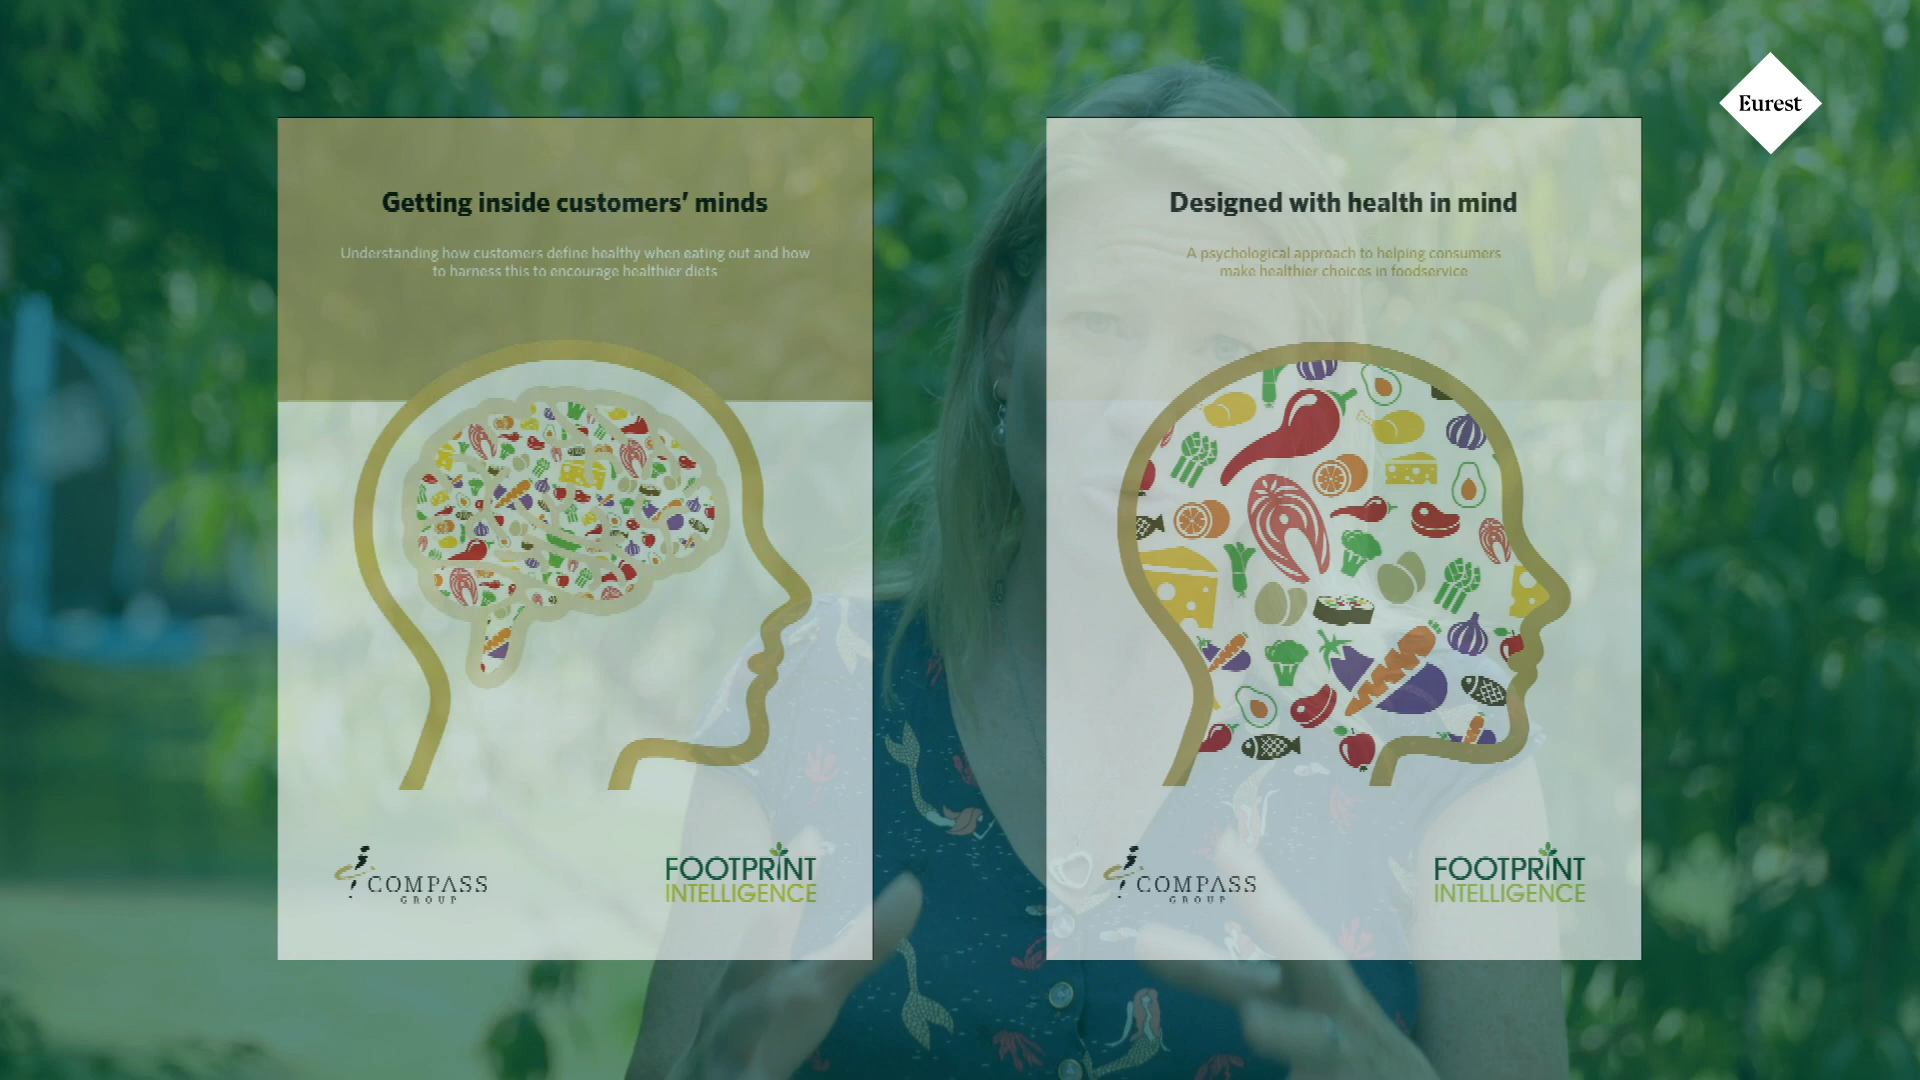 Eurest
Getting inside customers' minds
Understanding how customers define healthy when eating out and how
to harness this to encourage healthier diets
COMPASS
GROUP
FOOTPRINT
INTELLIGENCE
Designed with health in mind
A psychological approach to helping consumers
make healthier choices in foodservice
COMPASS
GROUP
FOOTPRINT
INTELLIGENCE